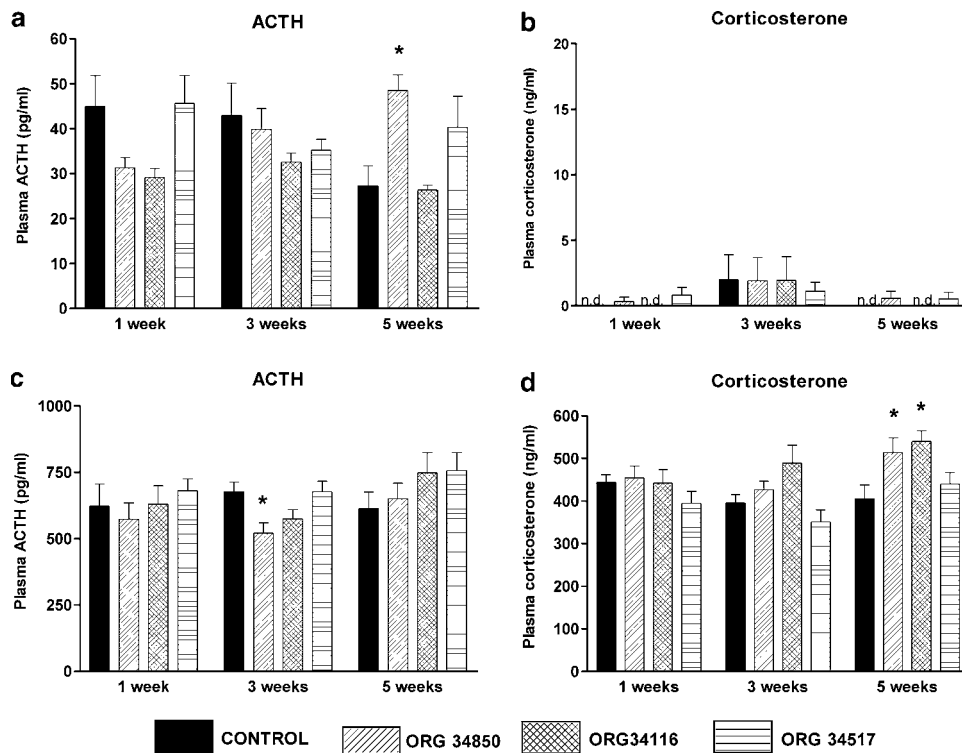 a
ACTH
Plasma ACTH (pg/ml)
60
50
40
30
20
10
0
*
1 week
3 weeks
5 weeks
b
Corticosterone
Plasma corticosterone (ng/ml)
20
15
10
5
0
n.d. n.d. n.d. n.d.
1 week
3 weeks
5 weeks
c
ACTH
Plasma ACTH (pg/ml)
1000
750
500
250
0
*
1 week
3 weeks
5 weeks
d
Corticosterone
Plasma corticosterone (ng/ml)
600
500
400
300
200
100
0
* *
1 weeks
3 weeks
5 weeks
CONTROL
ORG 34850
ORG34116
ORG 34517